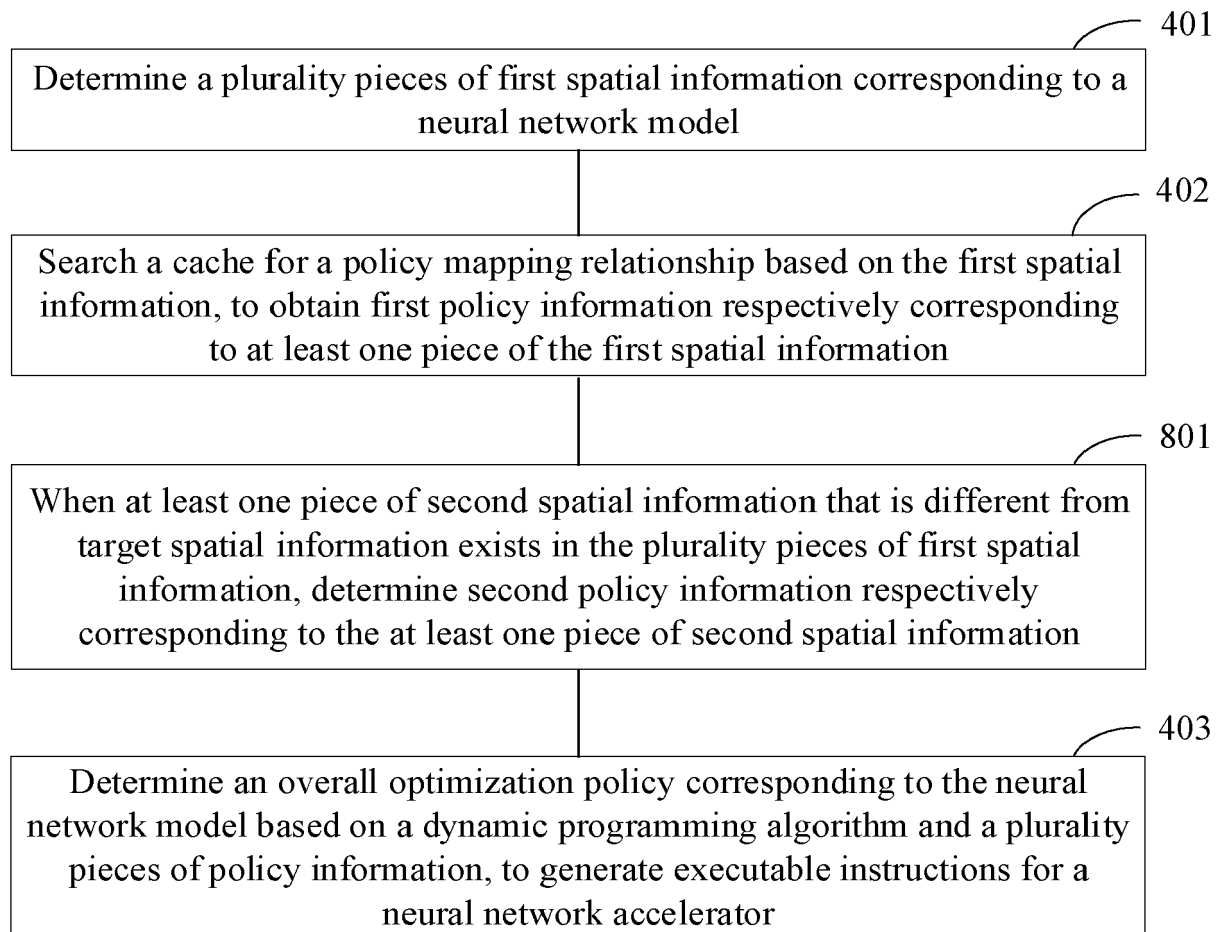 401
Determine a plurality pieces of first spatial information corresponding to a
neural network model
402
Search a cache for a policy mapping relationship based on the first spatial
information, to obtain first policy information respectively corresponding
to at least one piece of the first spatial information
801
When at least one piece of second spatial information that is different from
target spatial information exists in the plurality pieces of first spatial
information, determine second policy information respectively
corresponding to the at least one piece of second spatial information
403
Determine an overall optimization policy corresponding to the neural
network model based on a dynamic programming algorithm and a plurality
pieces of policy information, to generate executable instructions for a
neural network accelerator